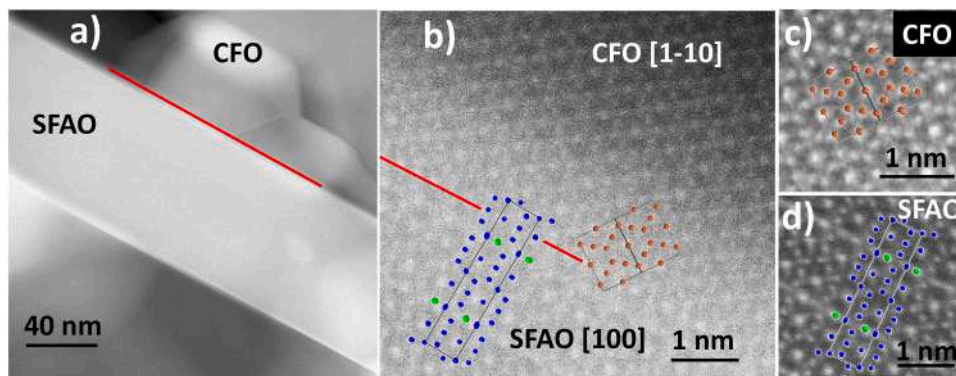 a)
CFO
SFAO
40 nm
b)
CFO [1-10]
SFAO [100]
1 nm
c)
CFO
1 nm
d)
SFAO
1 nm